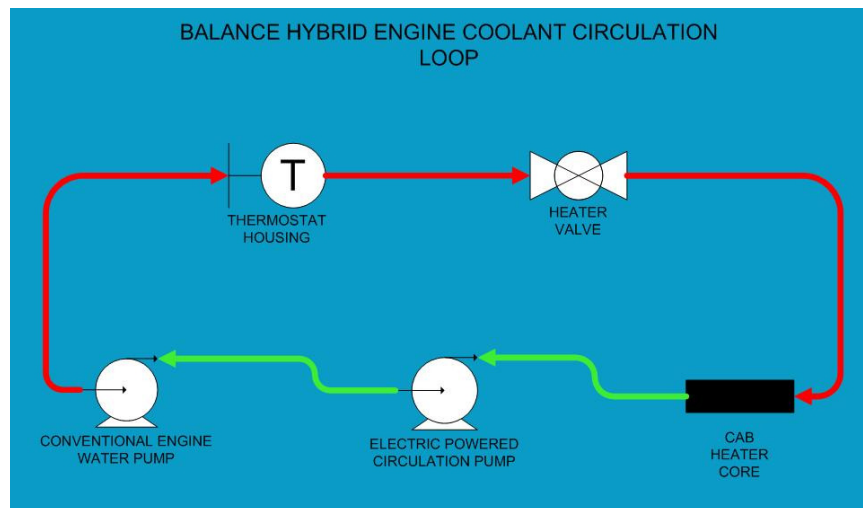 BALANCE HYBRID ENGINE COOLANT CIRCULATION
LOOP
T
THERMOSTAT
HOUSING
HEATER
VALVE
CONVENTIONAL ENGINE
WATER PUMP
ELECTRIC POWERED
CIRCULATION PUMP
CAB
HEATER
CORE